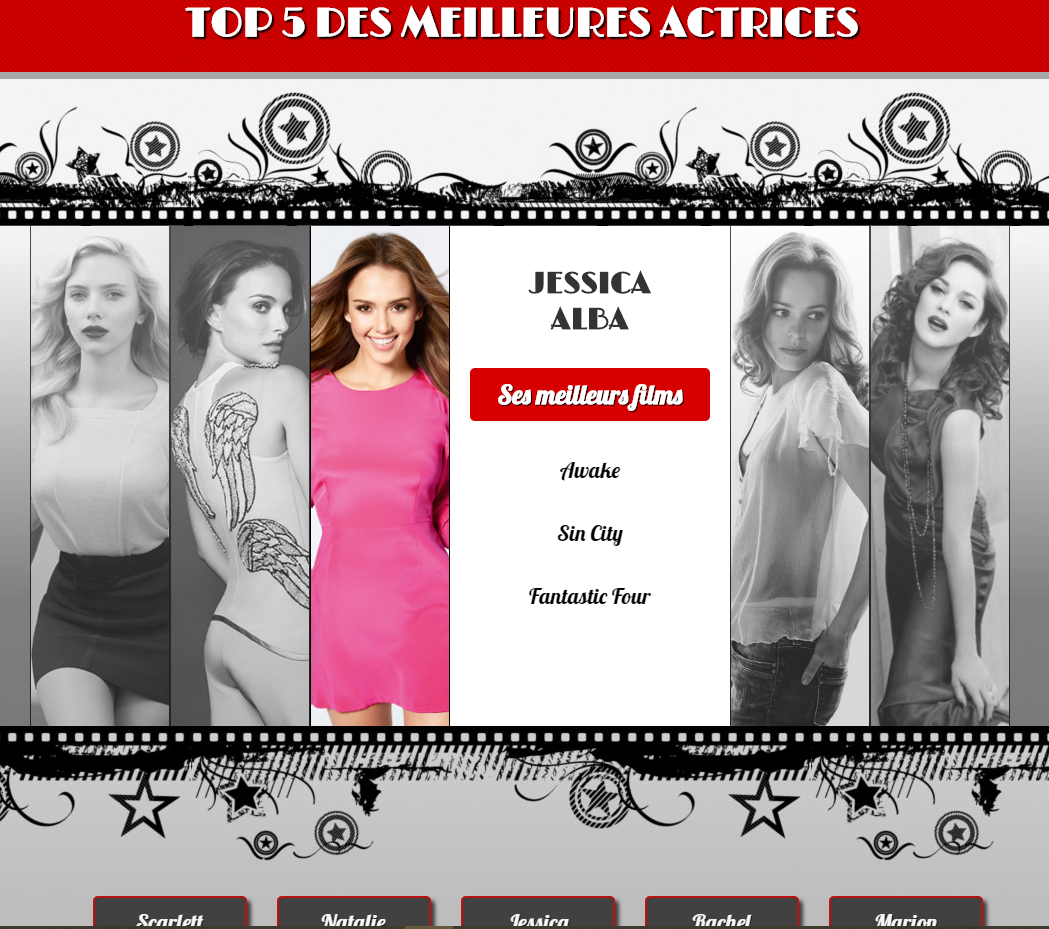 TOP 5 DES MEILLEURES ACTRICES
JESSICA
ALBA
Ses meilleurs films
Awake
Sin City
Fantastic Four
Scarlett Natalie Jessica Rachel Marion